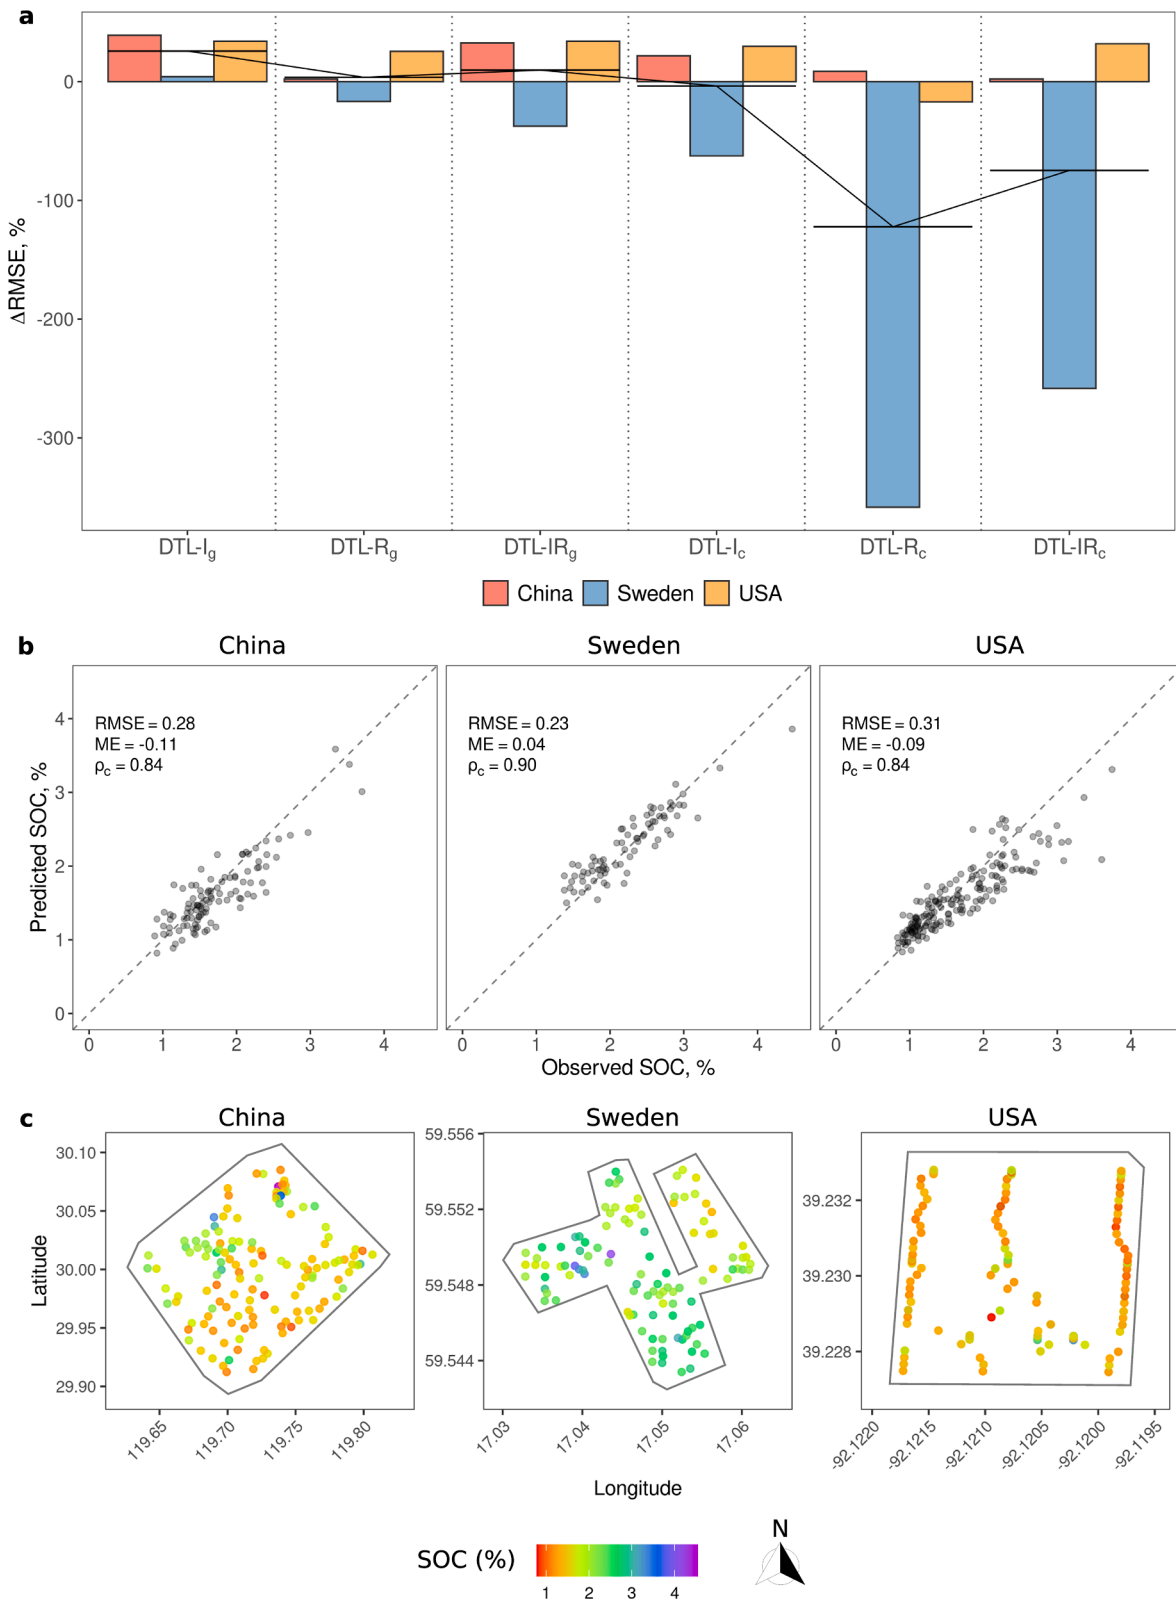 a
0
-100
-200
-300
ΔRMSE, %
DTL-Ig DTL-Rg DTL-IRg DTL-Ic DTL-Rc DTL-IRc
China Sweden USA
b
China Sweden USA
RMSE = 0.28
ME = -0.11
ρc = 0.84
RMSE = 0.23
ME = 0.04
ρc = 0.90
RMSE = 0.31
ME = -0.09
ρc = 0.84
4
3
2
1
0
Predicted SOC, %
0 1 2 3 4 0 1 2 3 4 0 1 2 3 4
Observed SOC, %
c
China Sweden USA
30.10
30.05
30.00
29.95
29.90
Latitude
59.556
59.552
59.548
59.544
39.232
39.230
39.228
119.65 119.70 119.75 119.80
17.03 17.04 17.05 17.06
-92.1220 -92.1215 -92.1210 -92.1205 -92.1200 -92.1195
Longitude
SOC (%)
1 2 3 4
N